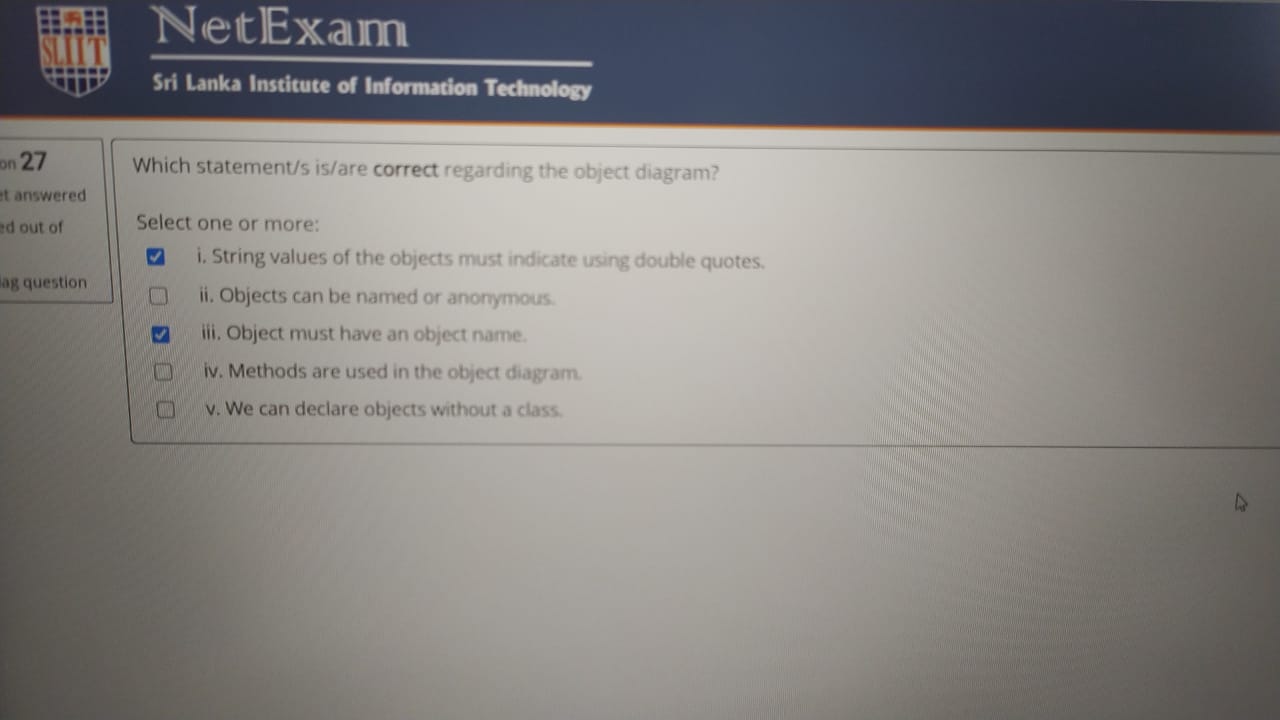 SLIIT
NetExam
Sri Lanka Institute of Information Technology
on 27
et answered
ed out of
lag question
Which statement/s is/are correct regarding the object diagram?
Select one or more:
i. String values of the objects must indicate using double quotes.
ii. Objects can be named or anonymous.
iii. Object must have an object name.
iv. Methods are used in the object diagram.
v. We can declare objects without a class.